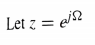 Let z = e^{jΩ}